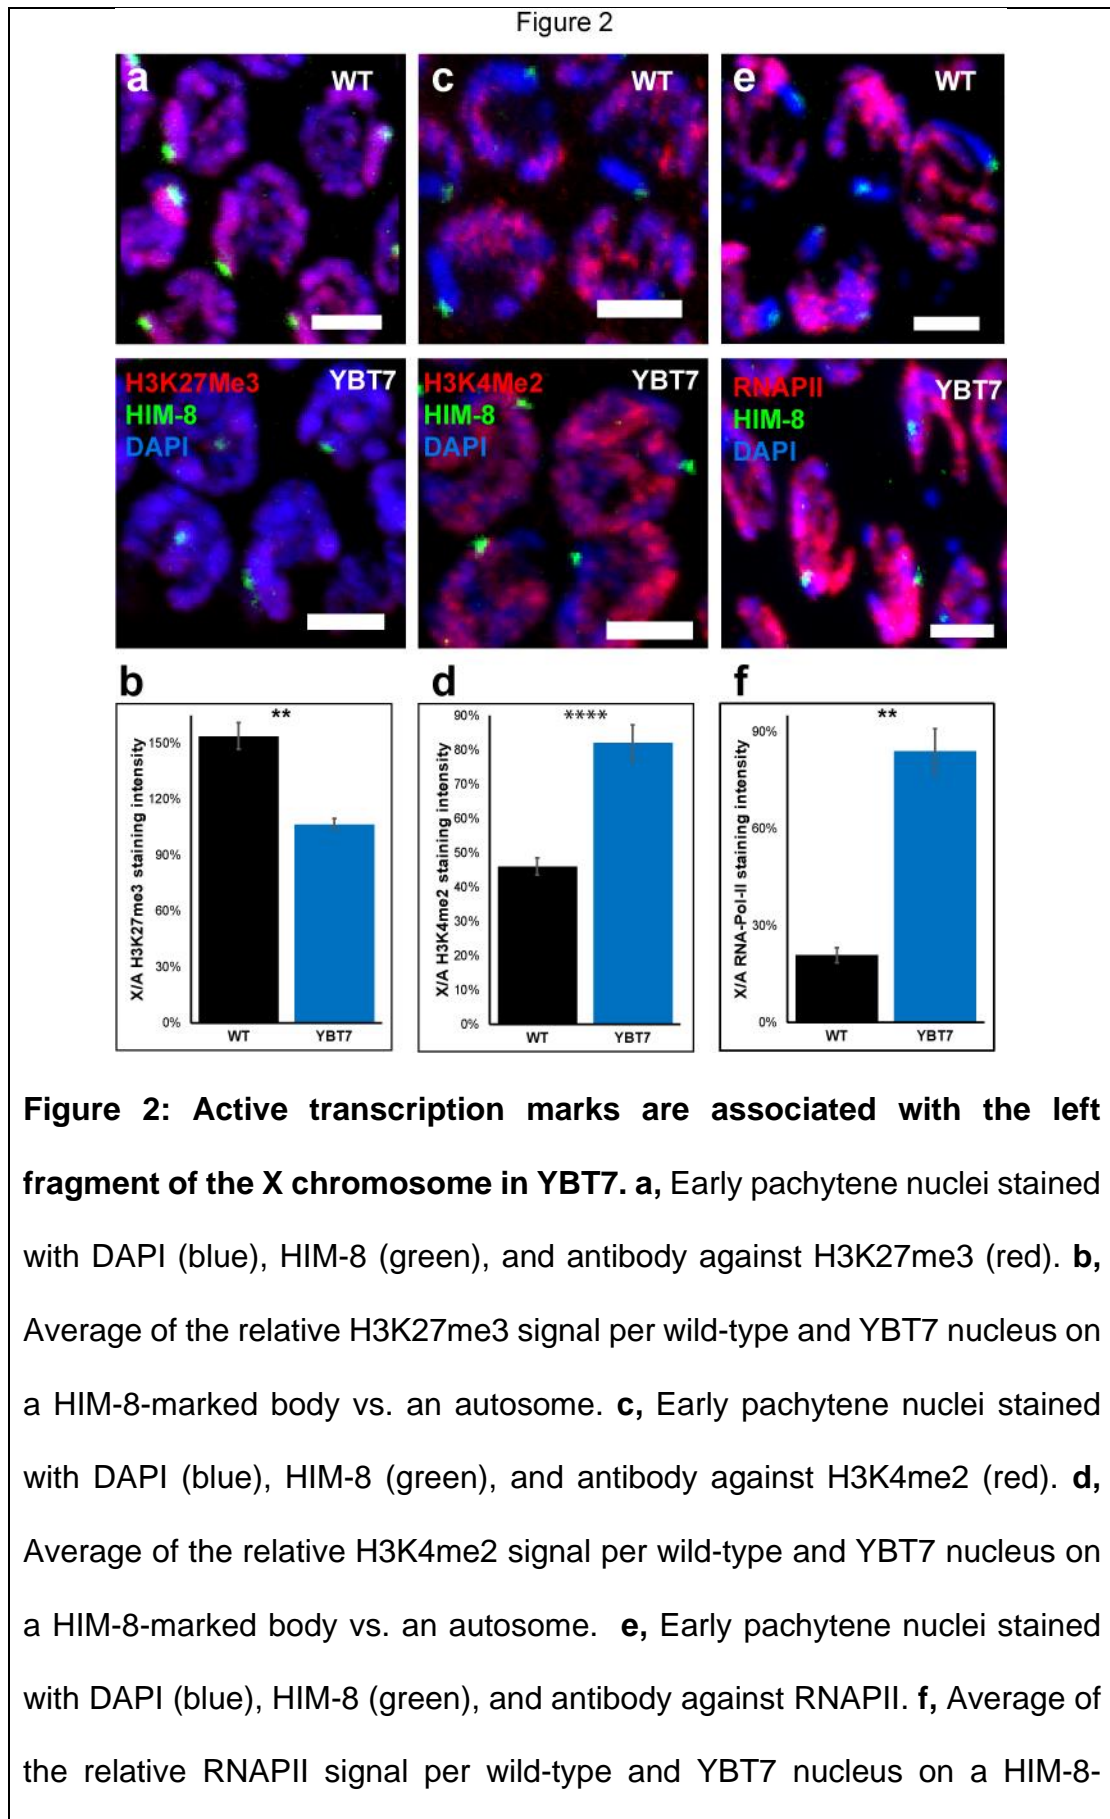 Figure 2
a
WT
c
WT
e
WT
H3K27Me3
HIM-8
DAPI
YBT7
H3K4Me2
HIM-8
DAPI
YBT7
RNAPII
HIM-8
DAPI
YBT7
b
X/A H3K27me3 staining intensity
150%
120%
90%
60%
30%
0%
**
WT
YBT7
d
X/A H3K4me2 staining intensity
90%
80%
70%
60%
50%
40%
30%
20%
10%
0%
****
WT
YBT7
f
X/A RNA-Pol-II staining intensity
90%
60%
30%
0%
**
WT
YBT7
Figure 2: Active transcription marks are associated with the left
fragment of the X chromosome in YBT7. a, Early pachytene nuclei stained
with DAPI (blue), HIM-8 (green), and antibody against H3K27me3 (red). b,
Average of the relative H3K27me3 signal per wild-type and YBT7 nucleus on
a HIM-8-marked body vs. an autosome. c, Early pachytene nuclei stained
with DAPI (blue), HIM-8 (green), and antibody against H3K4me2 (red). d,
Average of the relative H3K4me2 signal per wild-type and YBT7 nucleus on
a HIM-8-marked body vs. an autosome. e, Early pachytene nuclei stained
with DAPI (blue), HIM-8 (green), and antibody against RNAPII. f, Average of
the relative RNAPII signal per wild-type and YBT7 nucleus on a HIM-8-